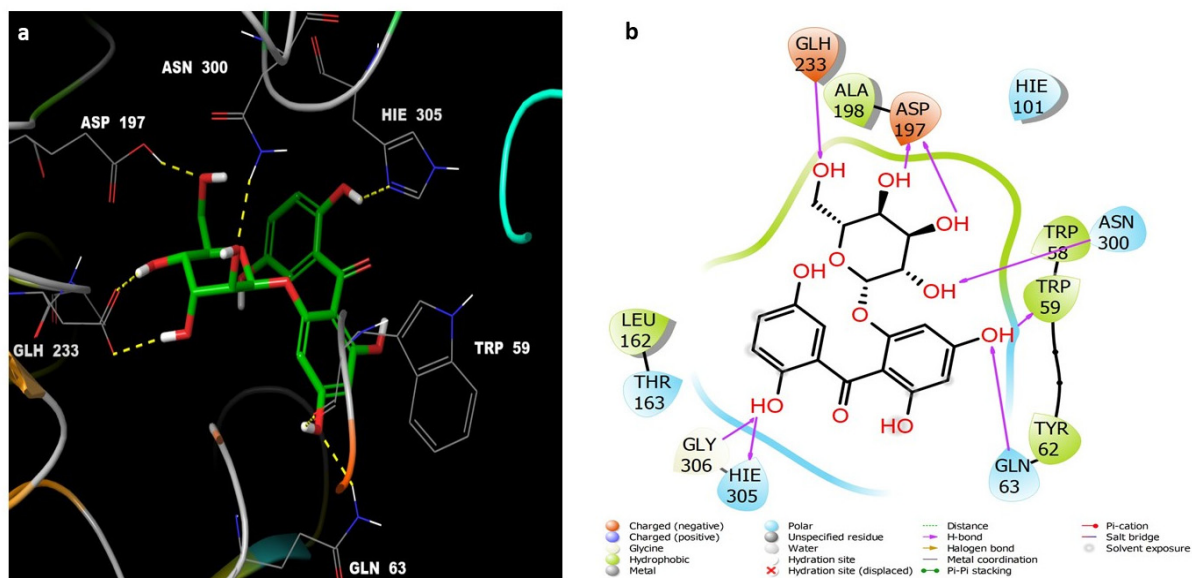 a
ASN 300
ASP 197
HIE 305
GLH 233
TRP 59
GLN 63
b
GLH
233
ALA
198
ASP
197
HIE
101
OH
OH
OH
ASN
300
TRP
58
O
OH
TRP
59
OH
O
OH
LEU
162
THR
163
HO
O
HO
TYR
62
GLN
63
GLY
306
HIE
305
Charged (negative)
Charged (positive)
Glycine
Hydrophobic
Metal
Polar
Unspecified residue
Water
Hydration site
Hydration site (displaced)
Distance
H-bond
Halogen bond
Metal coordination
Pi-Pi stacking
Pi-cation
Salt bridge
Solvent exposure